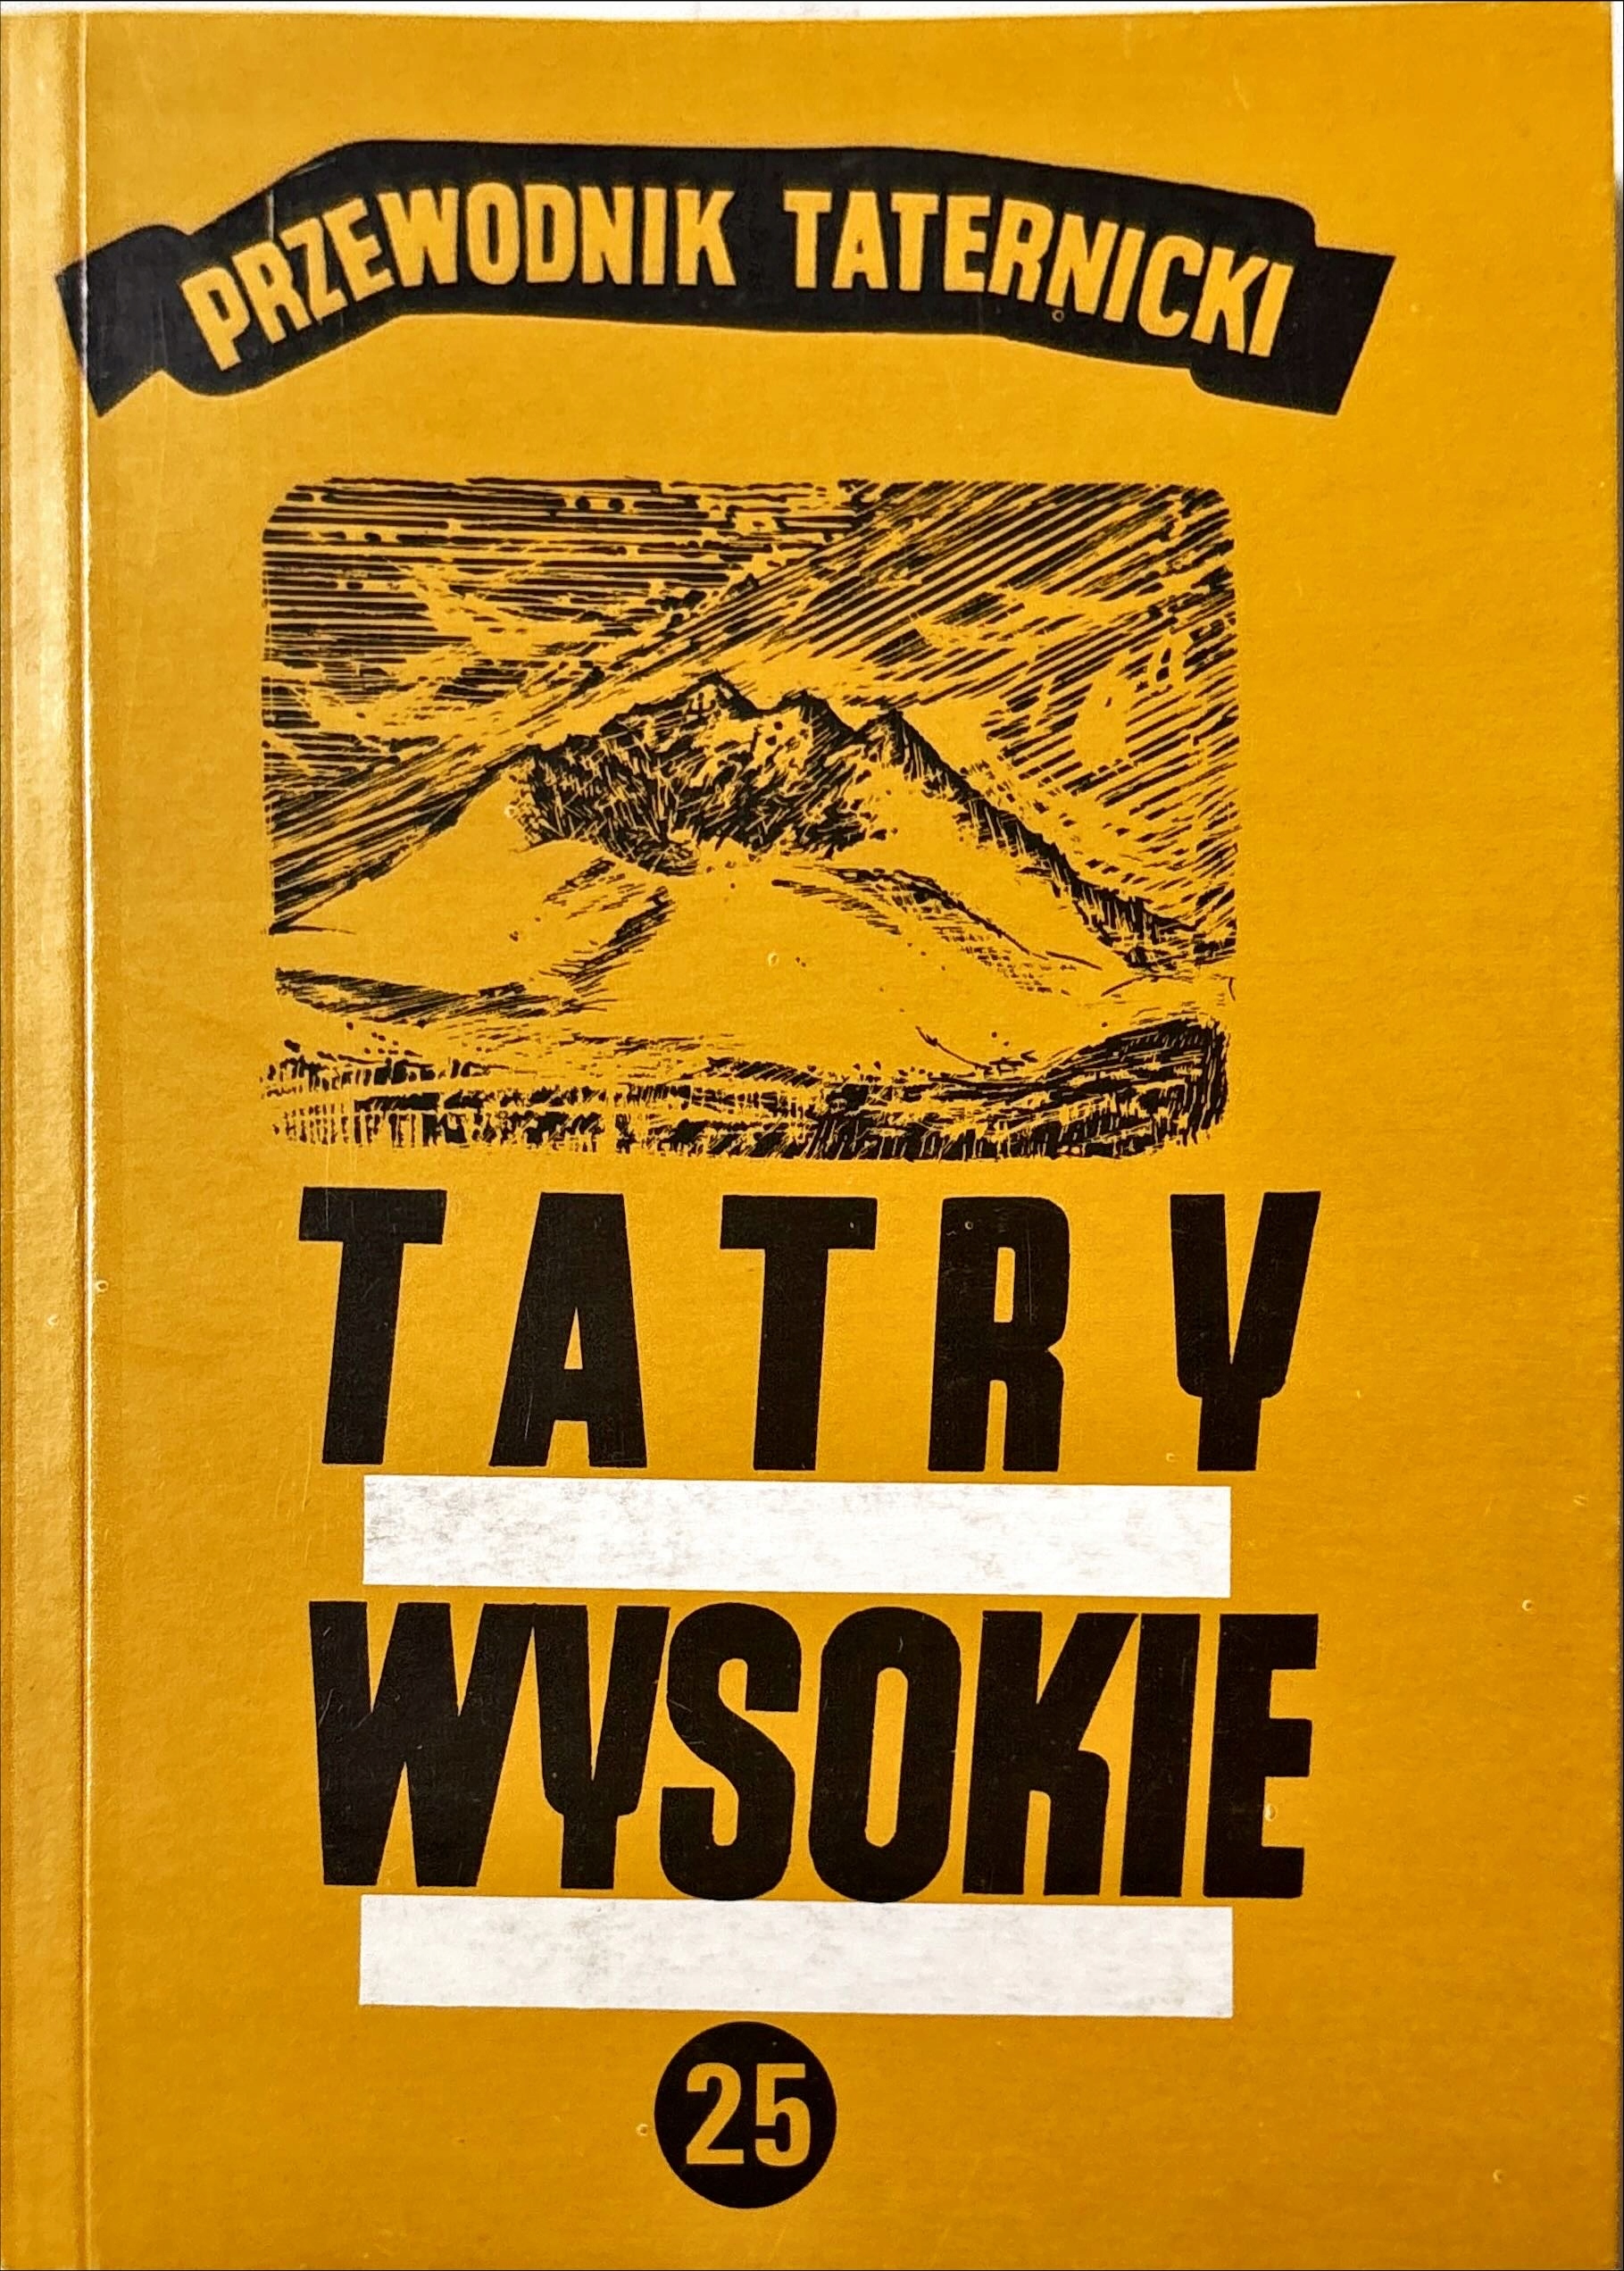 PRZEWODNIK TATERNICKI
TATRY
WYSOKIE
25